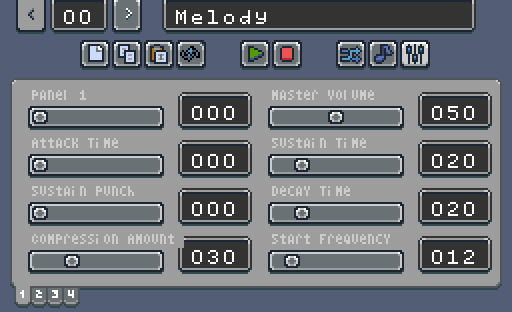 < 00 > Melody
Panel 1 000 Master Volume 050
Attack Time 000 Sustain Time 020
Sustain Punch 000 Decay Time 020
Compression Amount 030 Start Frequency 012
1 2 3 4